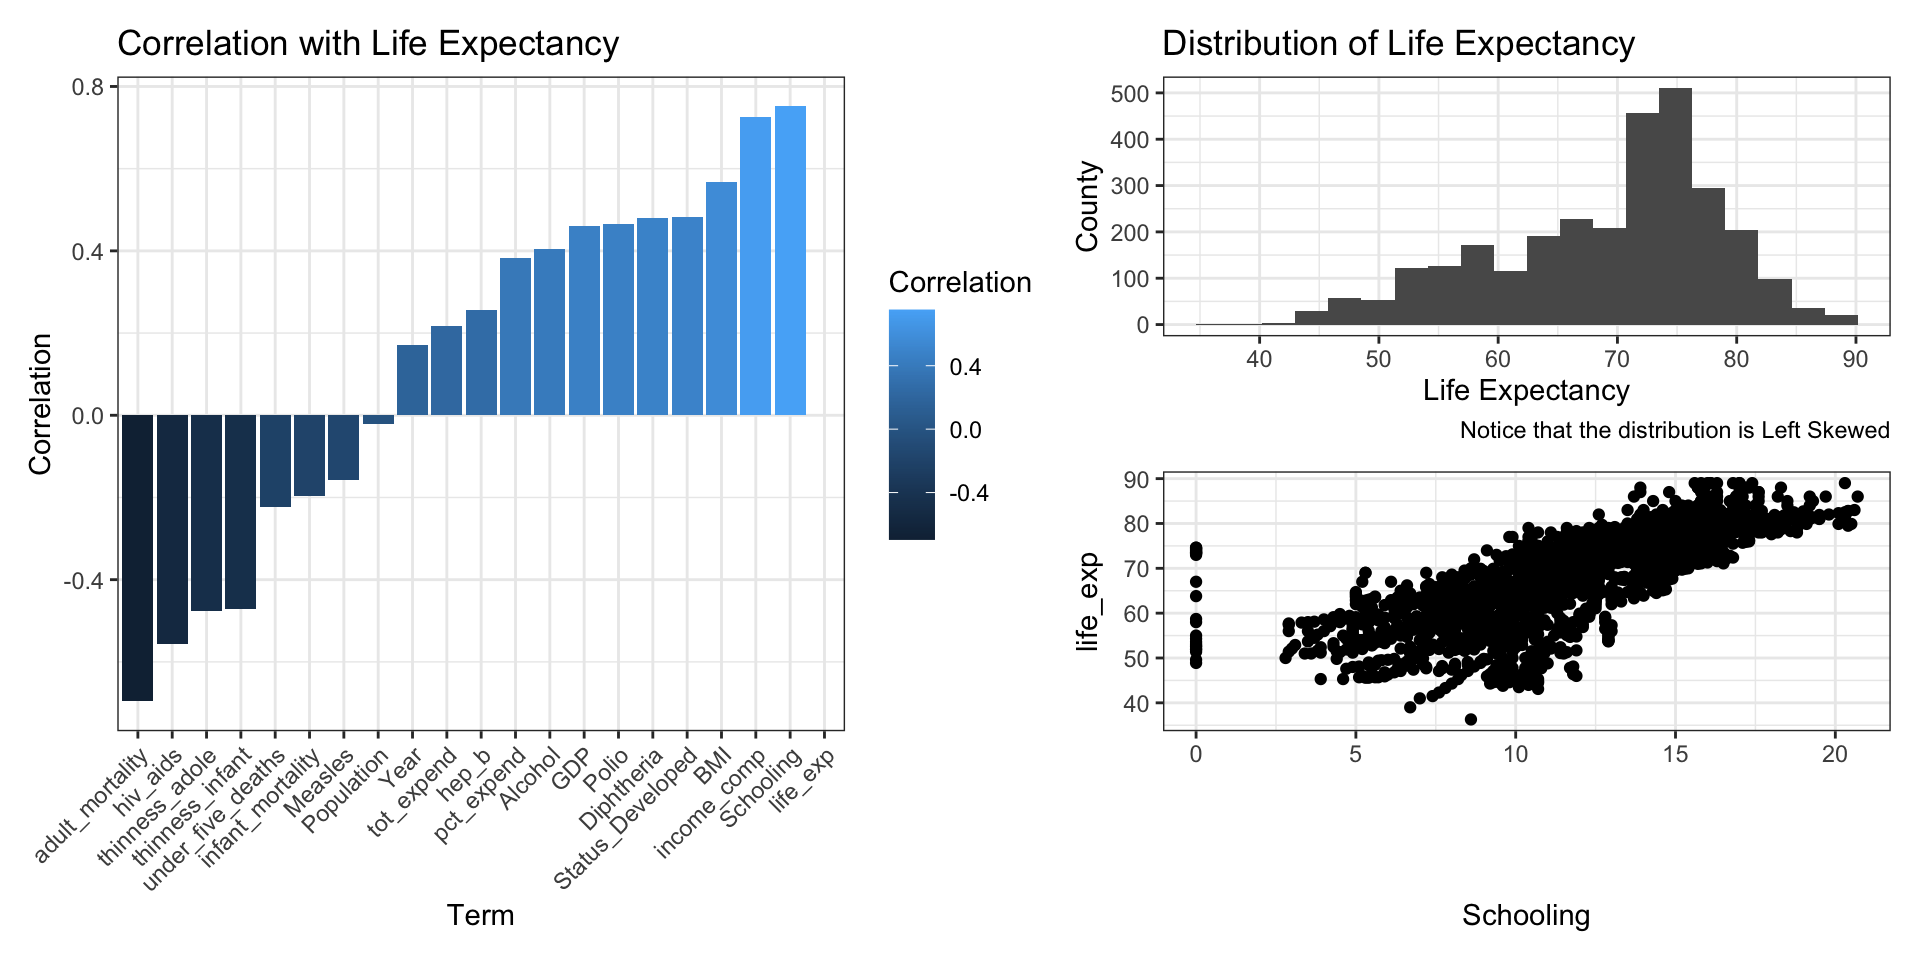 Correlation with Life Expectancy
0.8
0.4
0.0
-0.4
Correlation
adult_mortality
hiv_aids
thinness_adole
thinness_infant
under_five_deaths
infant_mortality
Measles
Population
Year
tot_expend
hep_b
pct_expend
Alcohol
GDP
Polio
Diphtheria
Status_Developed
BMI
income_comp
Schooling
life_exp
Term
Correlation
0.4
0.0
-0.4
Distribution of Life Expectancy
500
400
300
200
100
0
County
40 50 60 70 80 90
Life Expectancy
Notice that the distribution is Left Skewed
90
80
70
60
50
40
life_exp
0 5 10 15 20
Schooling